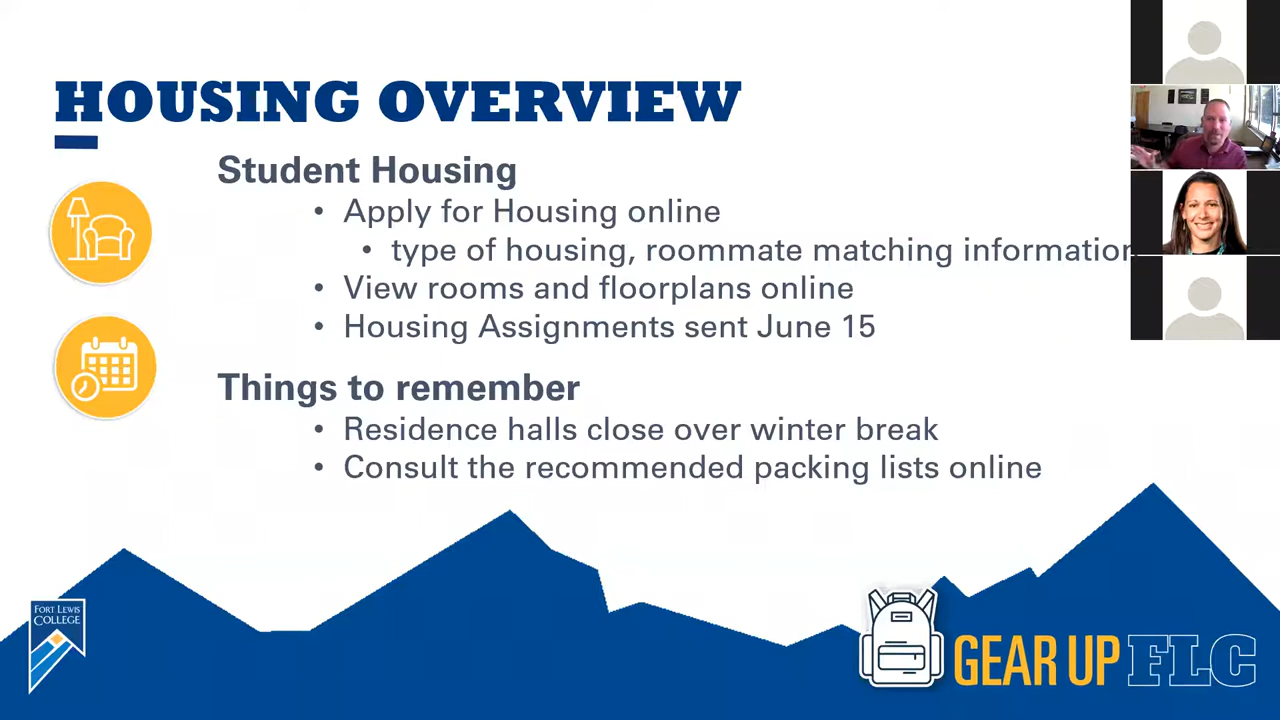 HOUSING OVERVIEW
Student Housing
• Apply for Housing online
• type of housing, roommate matching information
• View rooms and floorplans online
• Housing Assignments sent June 15
Things to remember
• Residence halls close over winter break
• Consult the recommended packing lists online
FORT LEWIS
COLLEGE
GEAR UP FLC